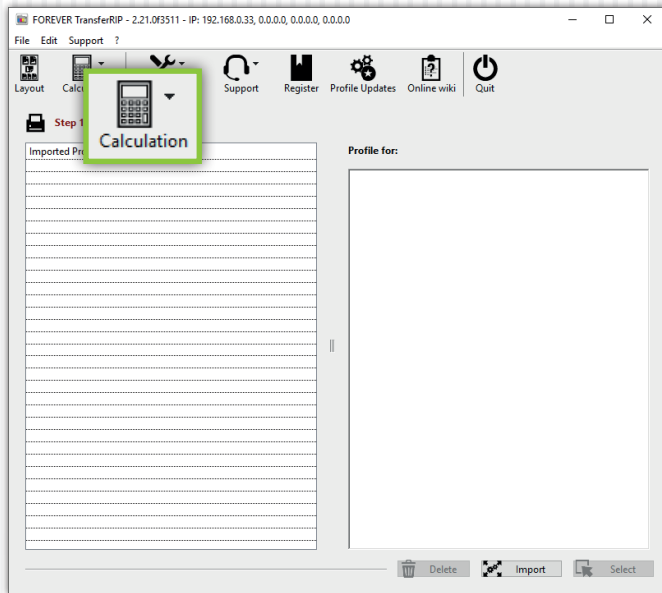 FOREVER TransferRIP - 2.21.0f3511 - IP: 192.168.0.33, 0.0.0.0, 0.0.0.0, 0.0.0.0
File Edit Support ?
Layout Support Register Profile Updates Online wiki Quit
Calculation
Step 1
Imported Pr
Profile for:
Delete Import Select